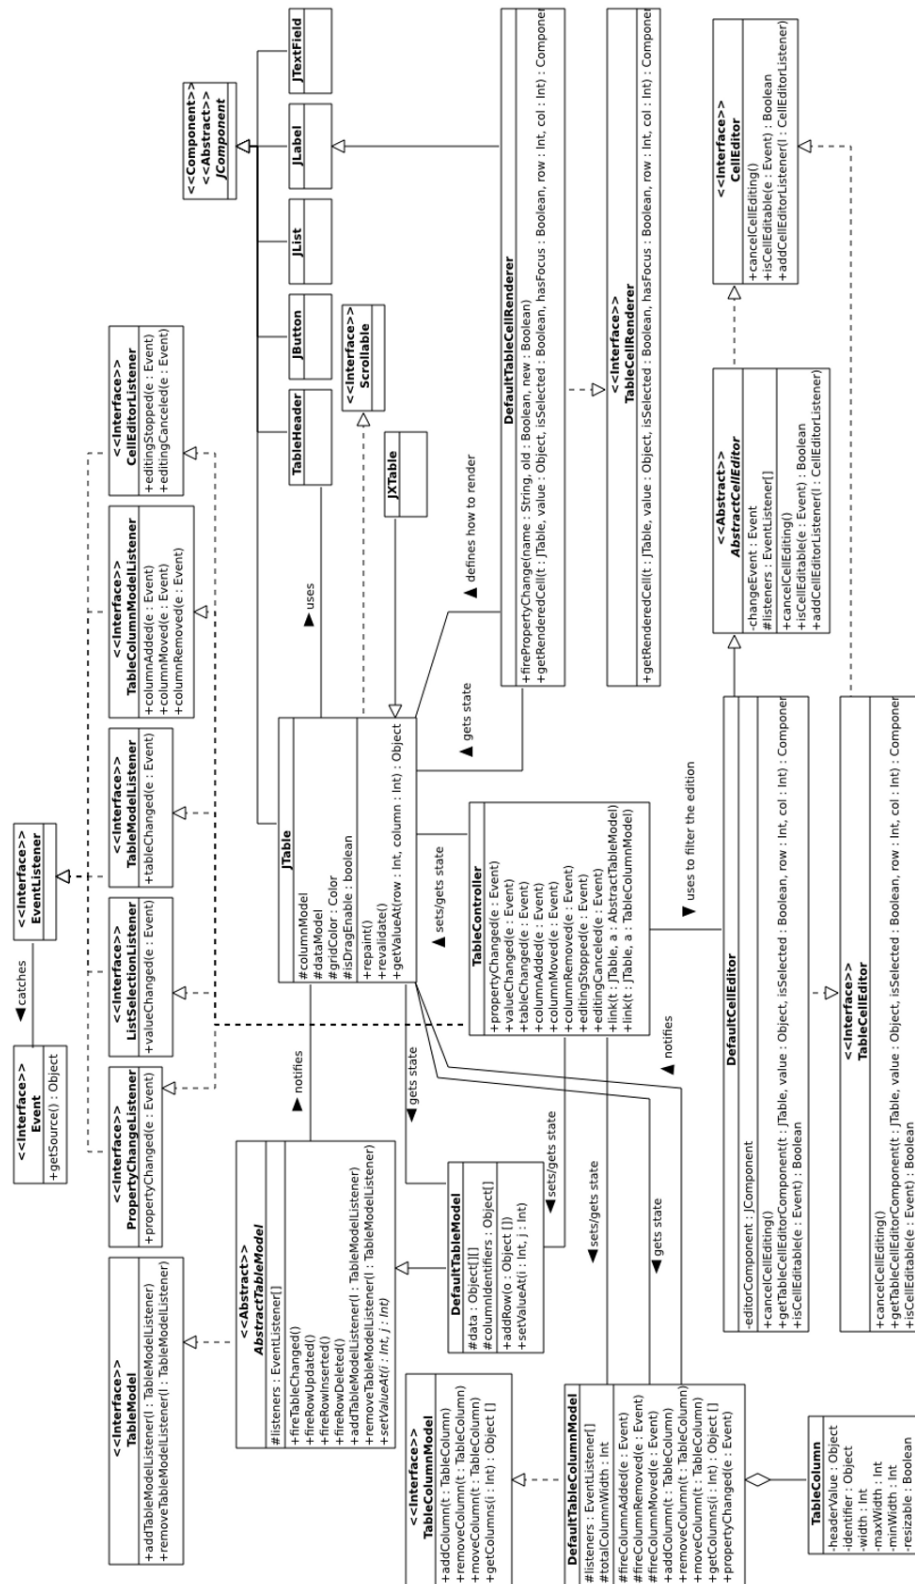 <<Interface>>
Event
+getSource() : Object
◀ catches
<<Interface>>
EventListener
<<Interface>>
TableModel
+addTableModelListener(l : TableModelListener)
+removeTableModelListener(l : TableModelListener)
<<Interface>>
PropertyChangeListener
+propertyChanged(e : Event)
<<Interface>>
ListSelectionListener
+valueChanged(e : Event)
<<Interface>>
TableModelListener
+tableChanged(e : Event)
<<Interface>>
TableColumnModelListener
+columnAdded(e : Event)
+columnMoved(e : Event)
+columnRemoved(e : Event)
<<Interface>>
CellEditorListener
+editingStopped(e : Event)
+editingCanceled(e : Event)
<<Component>>
<<Abstract>>
JComponent
<<Abstract>>
AbstractTableModel
#listeners : EventListener[]
+fireTableChanged()
+fireRowUpdated()
+fireRowInserted()
+fireRowDeleted()
+addTableModelListener(l : TableModelListener)
+removeTableModelListener(l : TableModelListener)
+setValueAt(i : Int, j : Int)
▶ notifies
JTable
#columnModel
#dataModel
#gridColor : Color
#isDragEnable : boolean
+repaint()
+revalidate()
+getValueAt(row : Int, column : Int) : Object
▶ uses
TableHeader
JButton
JList
JLabel
JTextField
<<Interface>>
Scrollable
JXTable
<<Interface>>
TableColumnModel
+addColumn(t : TableColumn)
+removeColumn(t : TableColumn)
+moveColumn(t : TableColumn)
+getColumns(i : Int) : Object []
DefaultTableModel
#data : Object[][]
#columnIdentifiers : Object[]
+addRow(o : Object [])
+setValueAt(i : Int, j : Int)
◀ gets state
▲ sets/gets state
▲ gets state
▲ defines how to render
TableController
+propertyChanged(e : Event)
+valueChanged(e : Event)
+tableChanged(e : Event)
+columnAdded(e : Event)
+columnMoved(e : Event)
+columnRemoved(e : Event)
+editingStopped(e : Event)
+editingCanceled(e : Event)
+link(t : JTable, a : AbstractTableModel)
+link(t : JTable, a : TableColumnModel)
DefaultTableCellRenderer
+firePropertyChange(name : String, old : Boolean, new : Boolean)
+getRenderedCell(t : JTable, value : Object, isSelected : Boolean, hasFocus : Boolean, row : Int, col : Int) : Componen
◀ sets/gets state
◀ sets/gets state
◀ gets state
▲ notifies
▼ uses to filter the edition
<<Interface>>
TableCellRenderer
+getRenderedCell(t : JTable, value : Object, isSelected : Boolean, hasFocus : Boolean, row : Int, col : Int) : Componen
DefaultTableColumnModel
#listeners : EventListener[]
#totalColumnWidth : Int
#fireColumnAdded(e : Event)
#fireColumnRemoved(e : Event)
#fireColumnMoved(e : Event)
+addColumn(t : TableColumn)
+removeColumn(t : TableColumn)
+moveColumn(t : TableColumn)
+getColumns(i : Int) : Object []
+propertyChanged(e : Event)
DefaultCellEditor
-editorComponent : JComponent
+cancelCellEditing()
+getTableCellEditorComponent(t : JTable, value : Object, isSelected : Boolean, row : Int, col : Int) : Componen
+isCellEditable(e : Event) : Boolean
<<Abstract>>
AbstractCellEditor
-changeEvent : Event
#listeners : EventListener[]
+cancelCellEditing()
+isCellEditable(e : Event) : Boolean
+addCellEditorListener(l : CellEditorListener)
<<Interface>>
CellEditor
+cancelCellEditing()
+isCellEditable(e : Event) : Boolean
+addCellEditorListener(l : CellEditorListener)
TableColumn
-headerValue : Object
-identifier : Object
-width : Int
-maxWidth : Int
-minWidth : Int
-resizable : Boolean
<<Interface>>
TableCellEditor
+cancelCellEditing()
+getTableCellEditorComponent(t : JTable, value : Object, isSelected : Boolean, row : Int, col : Int) : Componen
+isCellEditable(e : Event) : Boolean